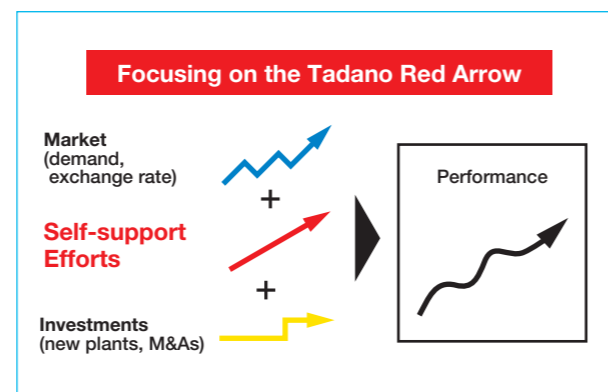 Focusing on the Tadano Red Arrow
Market
(demand,
exchange rate)
+
Self-support
Efforts
+
Investments
(new plants, M&As)
Performance